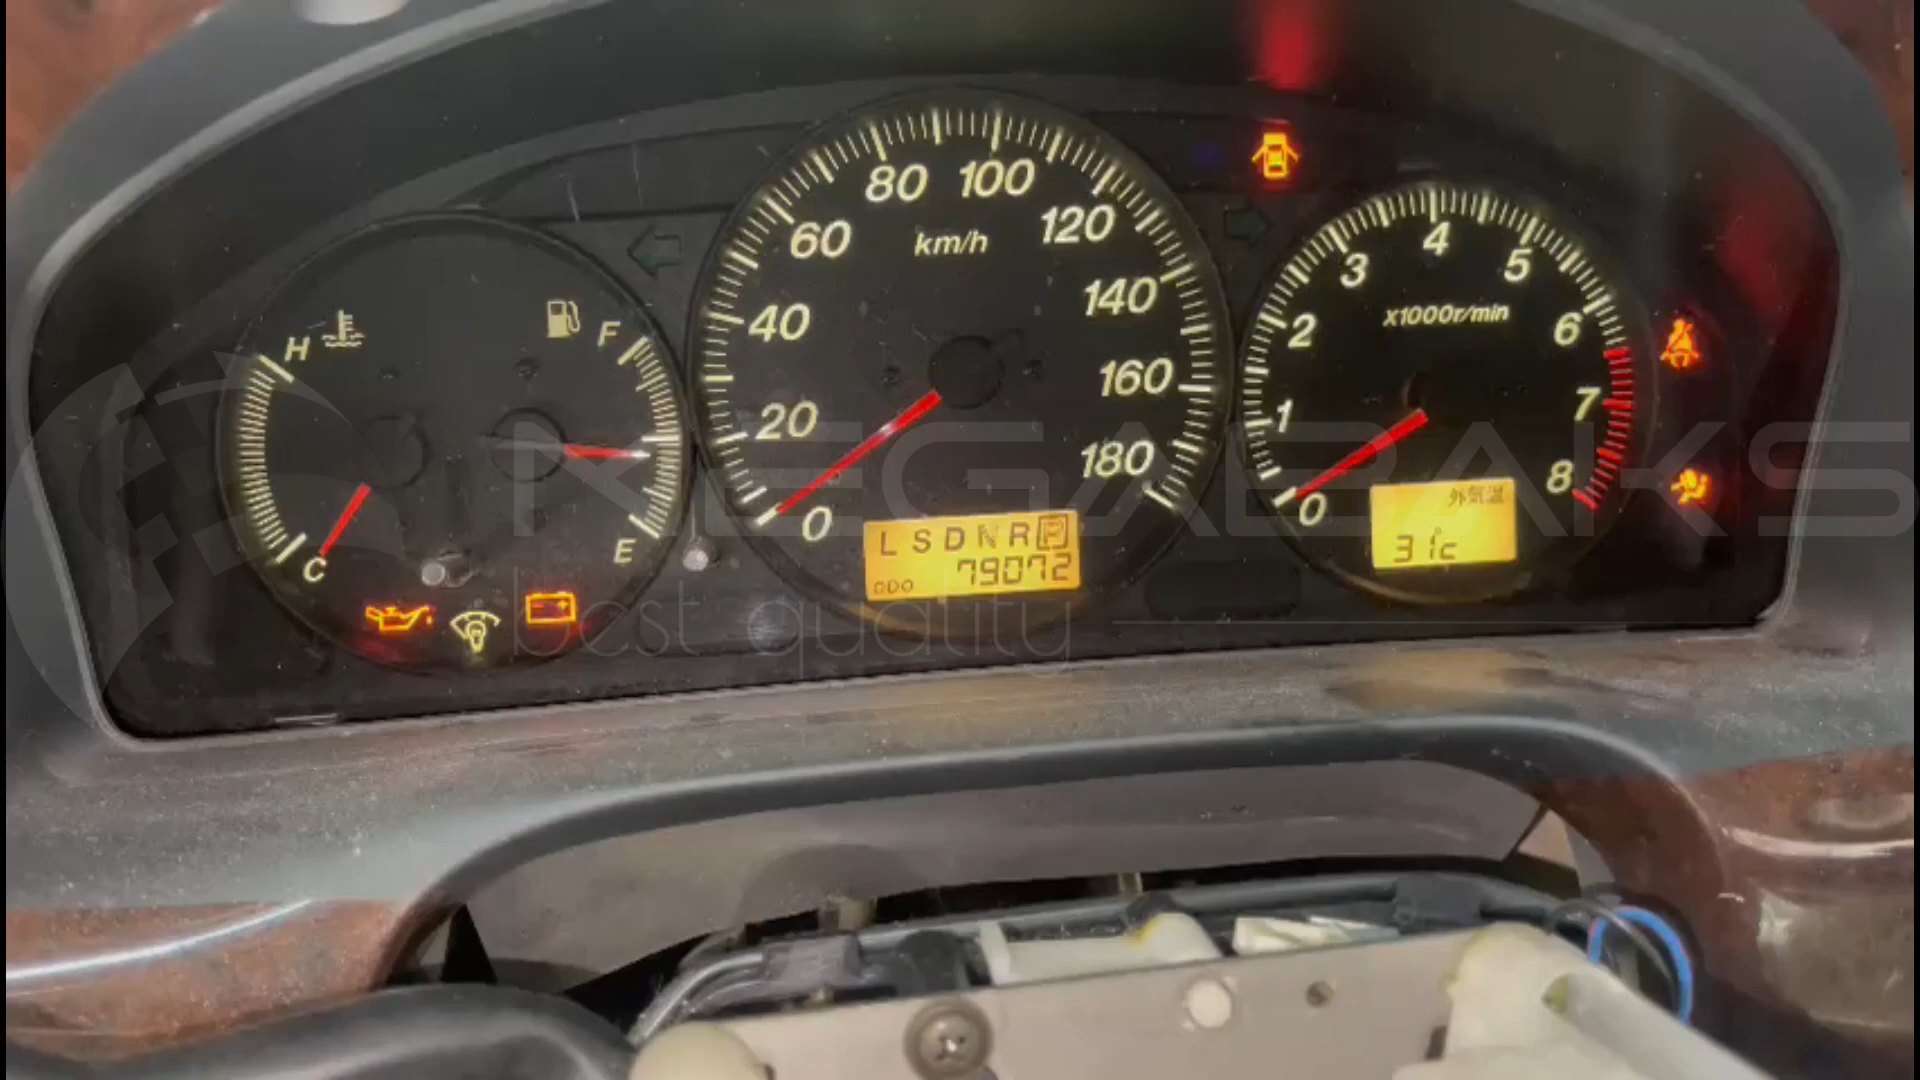 80 100
60 km/h 120
40 140
20 160
0 180
H F
C E
L S D N R P
ODO 79072
4
3 5
2 x1000r/min 6
1 7
0 8
外気温
31c
MEGABAKS
best quality